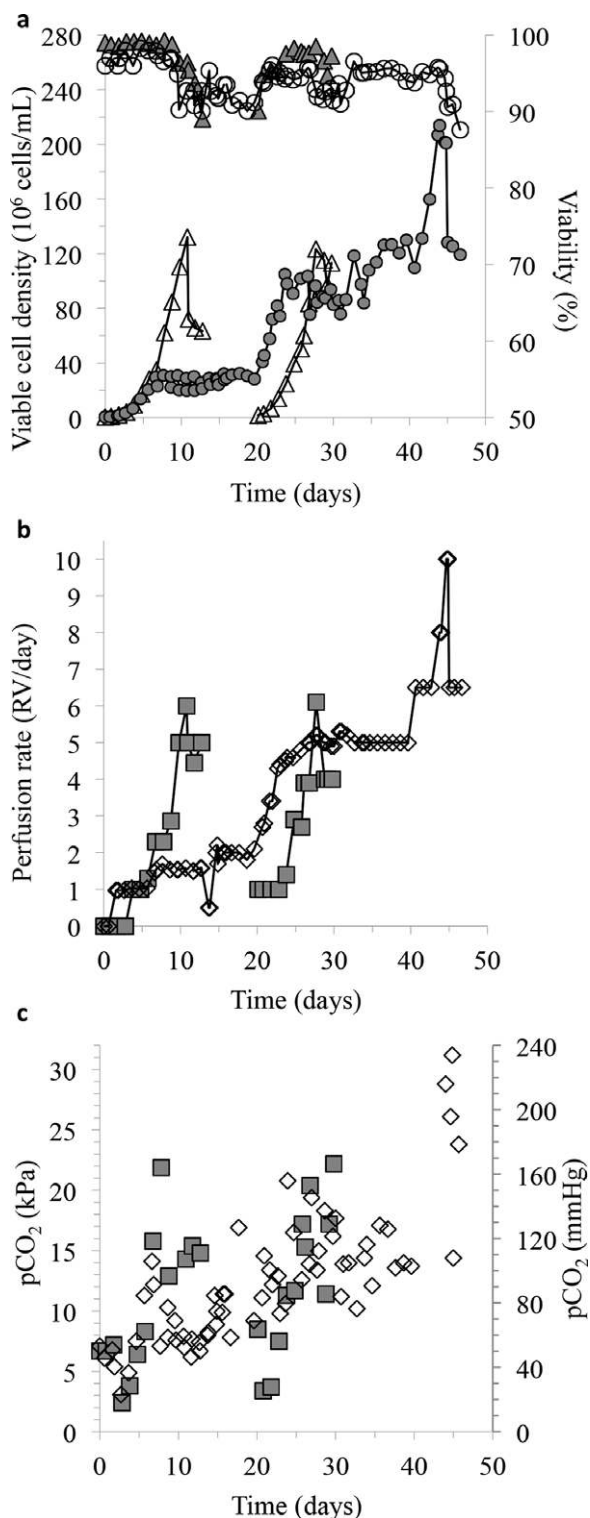 a
280
240
200
160
120
80
40
0
Viable cell density (10⁶ cells/mL)
100
90
80
70
60
50
Viability (%)
0 10 20 30 40 50
Time (days)
b
10
9
8
7
6
5
4
3
2
1
0
Perfusion rate (RV/day)
0 10 20 30 40 50
Time (days)
c
30
25
20
15
10
5
0
pCO₂ (kPa)
240
200
160
120
80
40
0
pCO₂ (mmHg)
0 10 20 30 40 50
Time (days)